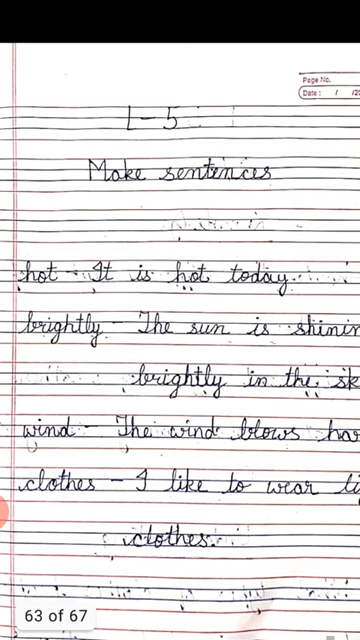 Page No.
Date: / /20
L-5
Make sentences
hot - It is hot today.
brightly - The sun is shinin
brightly in the sk
wind - The wind blows har
clothes - I like to wear
clothes.
63 of 67